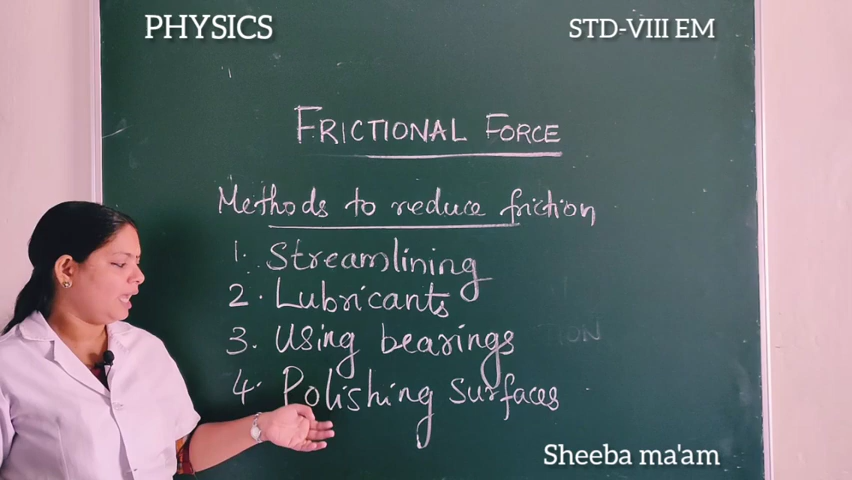 PHYSICS
STD-VIII EM
FRICTIONAL FORCE
Methods to reduce friction
1. Streamlining
2. Lubricants
3. Using bearings
4. Polishing surfaces
Sheeba ma'am